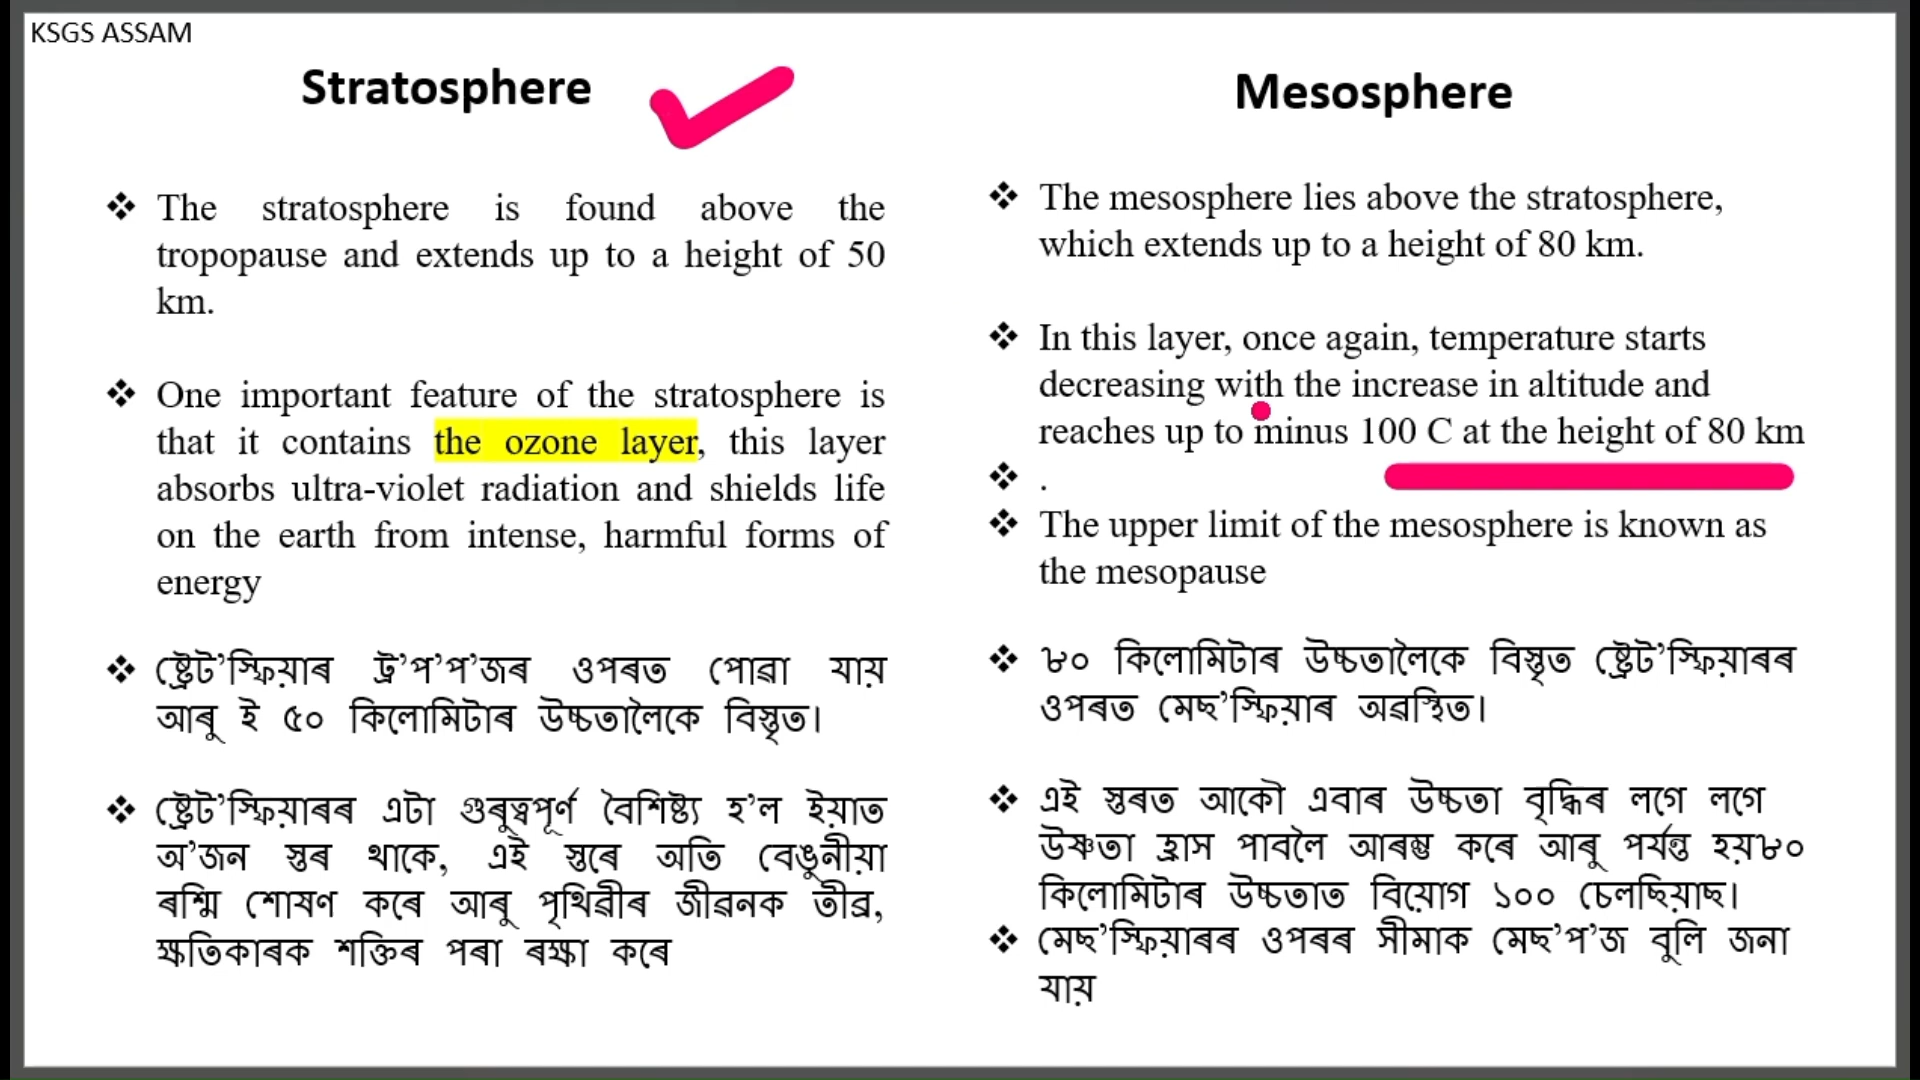 KSGS ASSAM
Stratosphere
❖ The stratosphere is found above the
tropopause and extends up to a height of 50
km.
❖ One important feature of the stratosphere is
that it contains the ozone layer, this layer
absorbs ultra-violet radiation and shields life
on the earth from intense, harmful forms of
energy
❖ ষ্ট্ৰেট’স্ফিয়াৰ ট্ৰ’প’প’জৰ ওপৰত পোৱা যায়
আৰু ই ৫০ কিলোমিটাৰ উচ্চতালৈকে বিস্তৃত।
❖ ষ্ট্ৰেট’স্ফিয়াৰৰ এটা গুৰুত্বপূৰ্ণ বৈশিষ্ট্য হ’ল ইয়াত
অ’জন স্তৰ থাকে, এই স্তৰে অতি বেঙুনীয়া
ৰশ্মি শোষণ কৰে আৰু পৃথিৱীৰ জীৱনক তীব্ৰ,
ক্ষতিকাৰক শক্তিৰ পৰা ৰক্ষা কৰে
Mesosphere
❖ The mesosphere lies above the stratosphere,
which extends up to a height of 80 km.
❖ In this layer, once again, temperature starts
decreasing with the increase in altitude and
reaches up to minus 100 C at the height of 80 km
❖ .
❖ The upper limit of the mesosphere is known as
the mesopause
❖ ৮০ কিলোমিটাৰ উচ্চতালৈকে বিস্তৃত ষ্ট্ৰেট’স্ফিয়াৰৰ
ওপৰত মেছ’স্ফিয়াৰ অৱস্থিত।
❖ এই স্তৰত আকৌ এবাৰ উচ্চতা বৃদ্ধিৰ লগে লগে
উষ্ণতা হ্ৰাস পাবলৈ আৰম্ভ কৰে আৰু পৰ্যন্ত হয়৮০
কিলোমিটাৰ উচ্চতাত বিয়োগ ১০০ চেলছিয়াছ।
❖ মেছ’স্ফিয়াৰৰ ওপৰৰ সীমাক মেছ’প’জ বুলি জনা
যায়